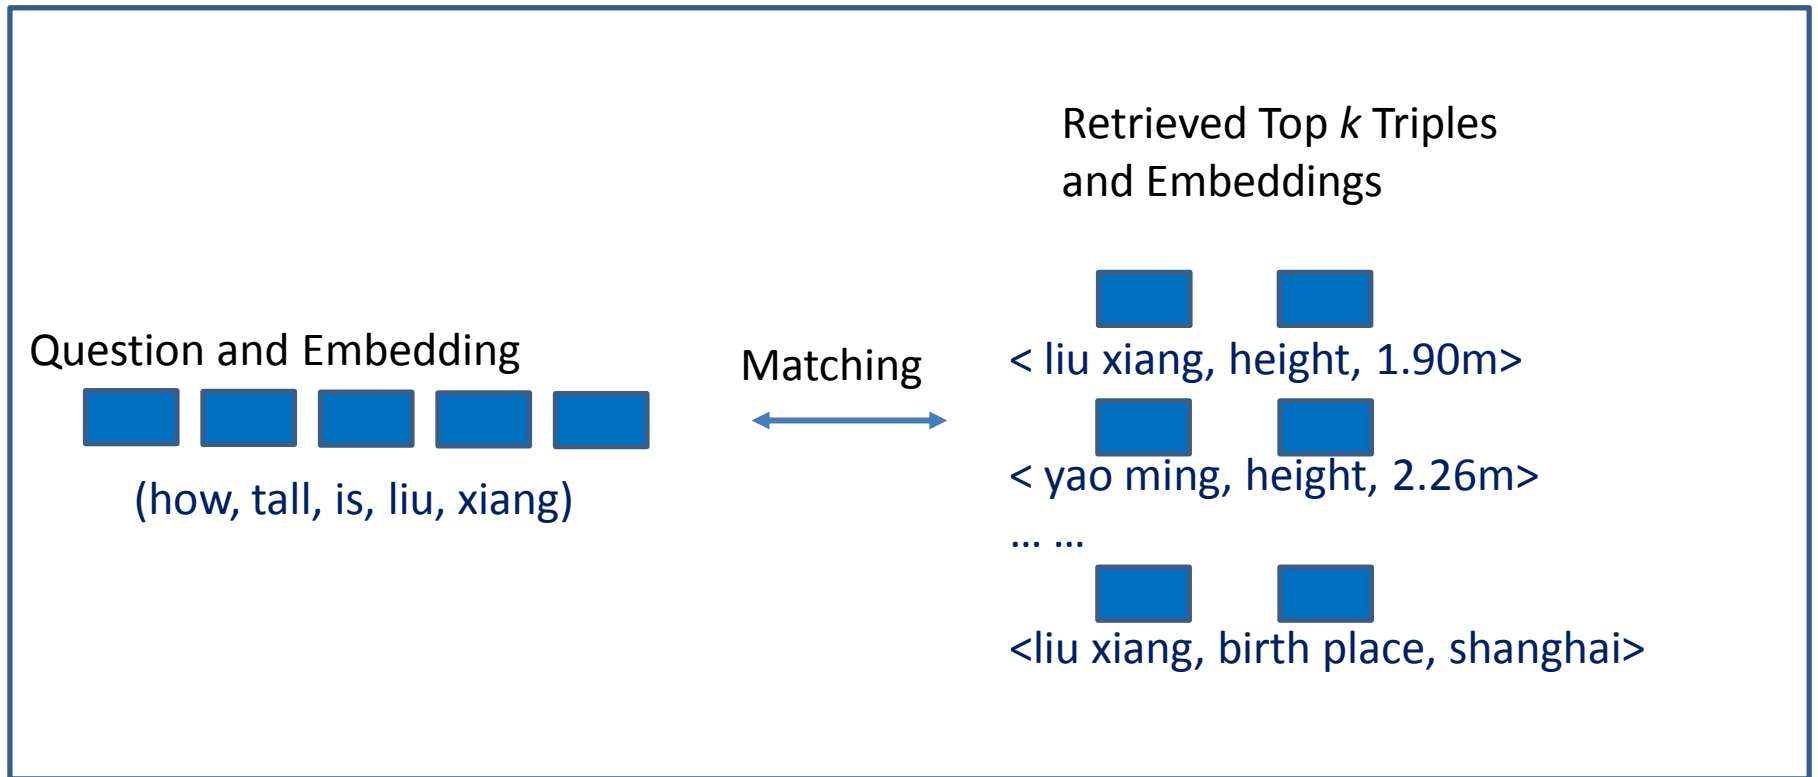 Retrieved Top k Triples
and Embeddings
Question and Embedding
(how, tall, is, liu, xiang)
Matching
< liu xiang, height, 1.90m>
< yao ming, height, 2.26m>
... ...
<liu xiang, birth place, shanghai>